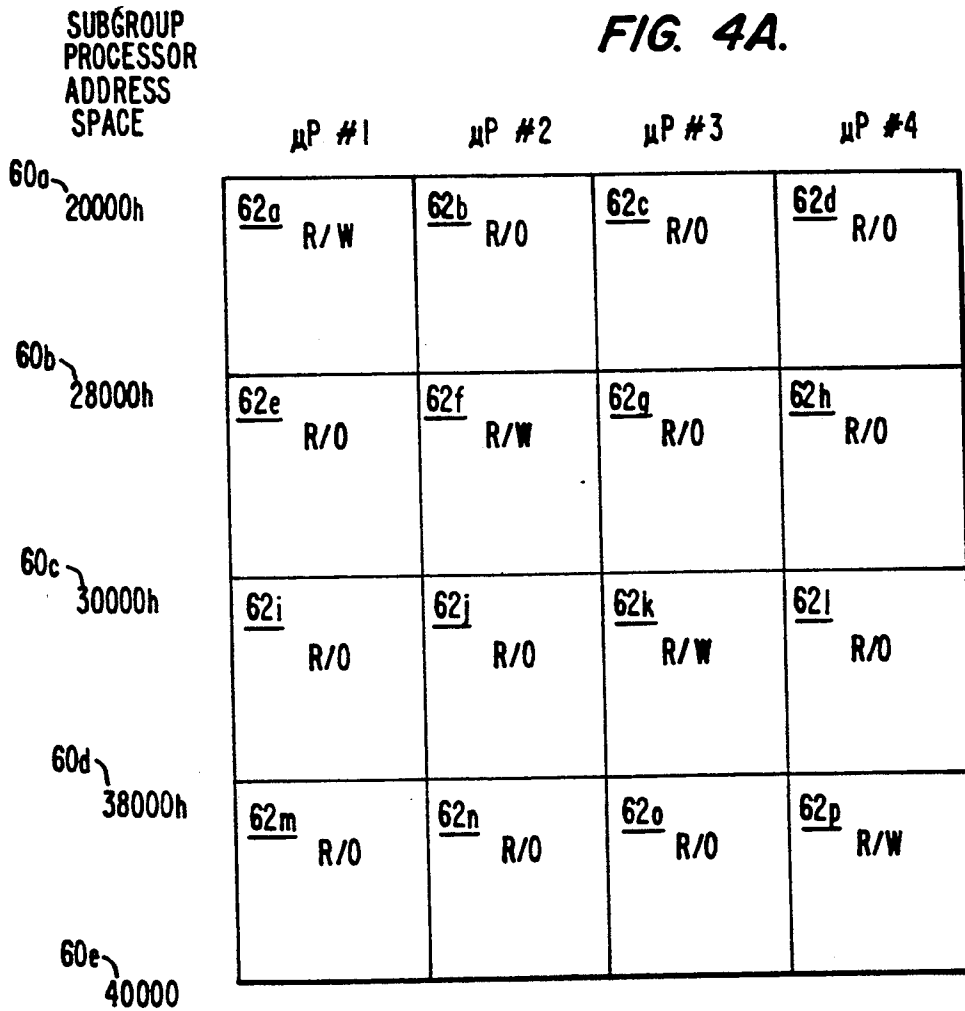 SUBGROUP
PROCESSOR
ADDRESS
SPACE
FIG. 4A.
µP #1 µP #2 µP #3 µP #4
60a 20000h
62a R/W 62b R/O 62c R/O 62d R/O
60b 28000h
62e R/O 62f R/W 62g R/O 62h R/O
60c 30000h
62i R/O 62j R/O 62k R/W 62l R/O
60d 38000h
62m R/O 62n R/O 62o R/O 62p R/W
60e 40000